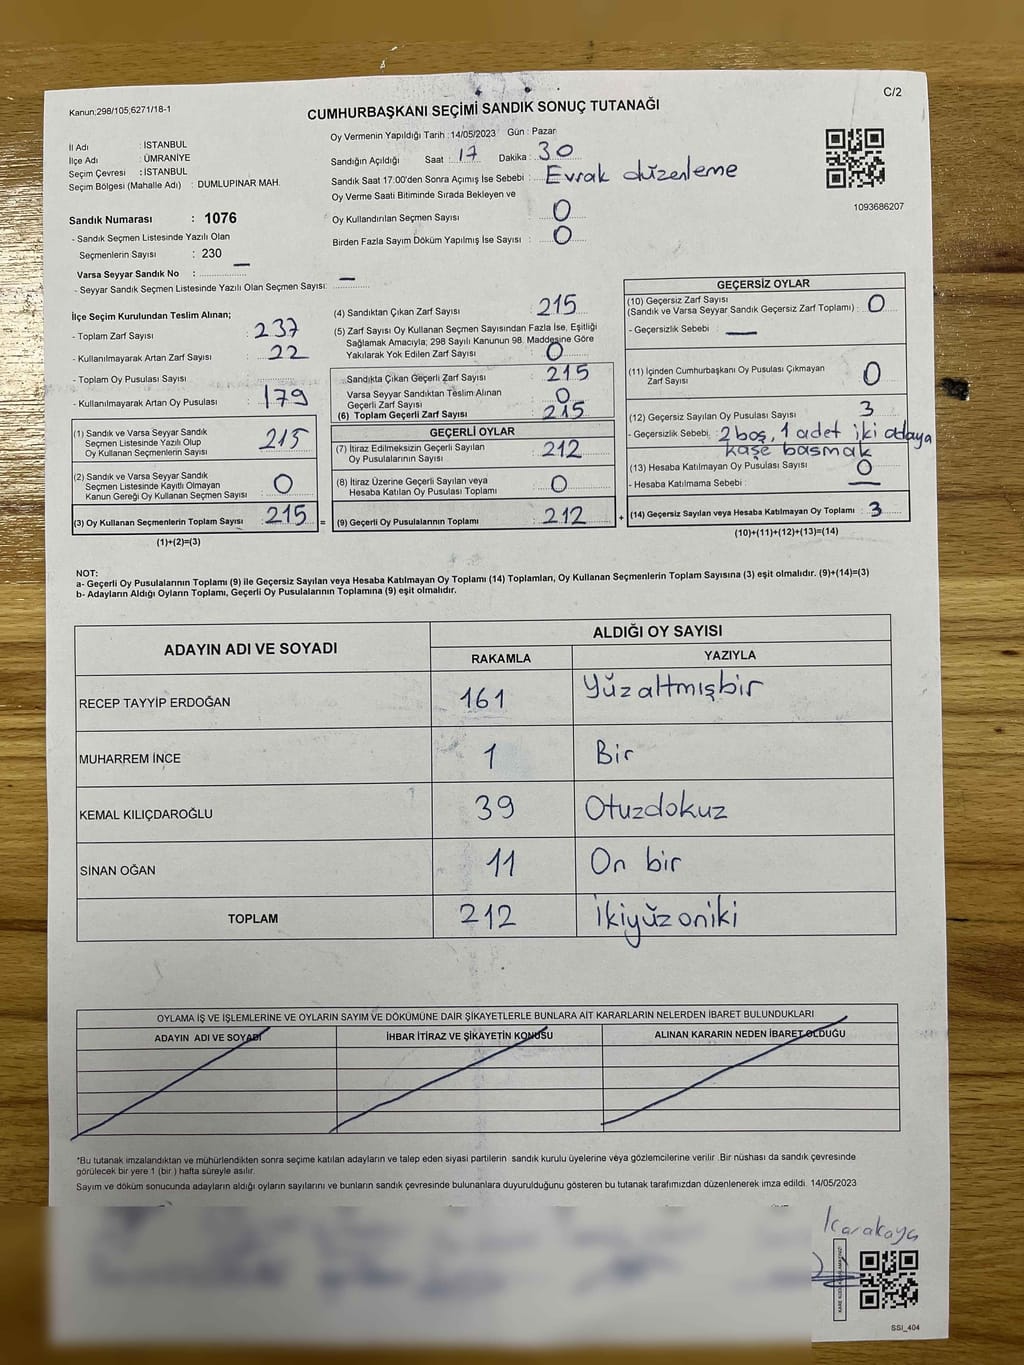 Kanun;298/105;6271/18-1
C/2
CUMHURBAŞKANI SEÇİMİ SANDIK SONUÇ TUTANAĞI
İl Adı : İSTANBUL
İlçe Adı : ÜMRANİYE
Seçim Çevresi : İSTANBUL
Seçim Bölgesi (Mahalle Adı) : DUMLUPINAR MAH.
Oy Vermenin Yapıldığı Tarih : 14/05/2023 Gün : Pazar
Sandığın Açıldığı Saat : 17 Dakika : 30
Sandık Saat 17.00'den Sonra Açımış İse Sebebi : Evrak düzenleme
Oy Verme Saati Bitiminde Sırada Bekleyen ve
Oy Kullandırılan Seçmen Sayısı : 0
Birden Fazla Sayım Döküm Yapılmış İse Sayısı : 0
1093686207
Sandık Numarası : 1076
- Sandık Seçmen Listesinde Yazılı Olan
Seçmenlerin Sayısı : 230
Varsa Seyyar Sandık No : —
- Seyyar Sandık Seçmen Listesinde Yazılı Olan Seçmen Sayısı: —
İlçe Seçim Kurulundan Teslim Alınan;
- Toplam Zarf Sayısı : 237
- Kullanılmayarak Artan Zarf Sayısı : 22
- Toplam Oy Pusulası Sayısı :
- Kullanılmayarak Artan Oy Pusulası : 179
(1) Sandık ve Varsa Seyyar Sandık
Seçmen Listesinde Yazılı Olup
Oy Kullanan Seçmenlerin Sayısı : 215
(2) Sandık ve Varsa Seyyar Sandık
Seçmen Listesinde Kayıtlı Olmayan
Kanun Gereği Oy Kullanan Seçmen Sayısı : 0
(3) Oy Kullanan Seçmenlerin Toplam Sayısı : 215 =
(1)+(2)=(3)
(4) Sandıktan Çıkan Zarf Sayısı : 215
(5) Zarf Sayısı Oy Kullanan Seçmen Sayısından Fazla İse, Eşitliği
Sağlamak Amacıyla; 298 Sayılı Kanunun 98. Maddesine Göre
Yakılarak Yok Edilen Zarf Sayısı : 0
Sandıkta Çıkan Geçerli Zarf Sayısı : 215
Varsa Seyyar Sandıktan Teslim Alınan
Geçerli Zarf Sayısı : 0
(6) Toplam Geçerli Zarf Sayısı : 215
GEÇERLİ OYLAR
(7) İtiraz Edilmeksizin Geçerli Sayılan
Oy Pusulalarının Sayısı : 212
(8) İtiraz Üzerine Geçerli Sayılan veya
Hesaba Katılan Oy Pusulası Toplamı : 0
(9) Geçerli Oy Pusulalarının Toplamı : 212 +
GEÇERSİZ OYLAR
(10) Geçersiz Zarf Sayısı
(Sandık ve Varsa Seyyar Sandık Geçersiz Zarf Toplamı) : 0
- Geçersizlik Sebebi : —
(11) İçinden Cumhurbaşkanı Oy Pusulası Çıkmayan
Zarf Sayısı : 0
(12) Geçersiz Sayılan Oy Pusulası Sayısı : 3
- Geçersizlik Sebebi : 2 boş, 1 adet iki adaya
kaşe basmak
(13) Hesaba Katılmayan Oy Pusulası Sayısı : 0
- Hesaba Katılmama Sebebi : —
(14) Geçersiz Sayılan veya Hesaba Katılmayan Oy Toplamı : 3
(10)+(11)+(12)+(13)=(14)
NOT:
a- Geçerli Oy Pusulalarının Toplamı (9) ile Geçersiz Sayılan veya Hesaba Katılmayan Oy Toplamı (14) Toplamları, Oy Kullanan Seçmenlerin Toplam Sayısına (3) eşit olmalıdır. (9)+(14)=(3)
b- Adayların Aldığı Oyların Toplamı, Geçerli Oy Pusulalarının Toplamına (9) eşit olmalıdır.
ADAYIN ADI VE SOYADI
ALDIĞI OY SAYISI
RAKAMLA YAZIYLA
RECEP TAYYİP ERDOĞAN 161 Yüzaltmışbir
MUHARREM İNCE 1 Bir
KEMAL KILIÇDAROĞLU 39 Otuzdokuz
SİNAN OĞAN 11 On bir
TOPLAM 212 İkiyüzoniki
OYLAMA İŞ VE İŞLEMLERİNE VE OYLARIN SAYIM VE DÖKÜMÜNE DAİR ŞİKAYETLERLE BUNLARA AİT KARARLARIN NELERDEN İBARET BULUNDUKLARI
ADAYIN ADI VE SOYADI İHBAR İTİRAZ VE ŞİKAYETİN KONUSU ALINAN KARARIN NEDEN İBARET OLDUĞU
*Bu tutanak imzalandıktan ve mühürlendikten sonra seçime katılan adayların ve talep eden siyasi partilerin sandık kurulu üyelerine veya gözlemcilerine verilir .Bir nüshası da sandık çevresinde
görülecek bir yere 1 (bir ) hafta süreyle asılır.
Sayım ve döküm sonucunda adayların aldığı oyların sayılarını ve bunların sandık çevresinde bulunanlara duyurulduğunu gösteren bu tutanak tarafımızdan düzenlenerek imza edildi. 14/05/2023
Karakaya
SSI_404